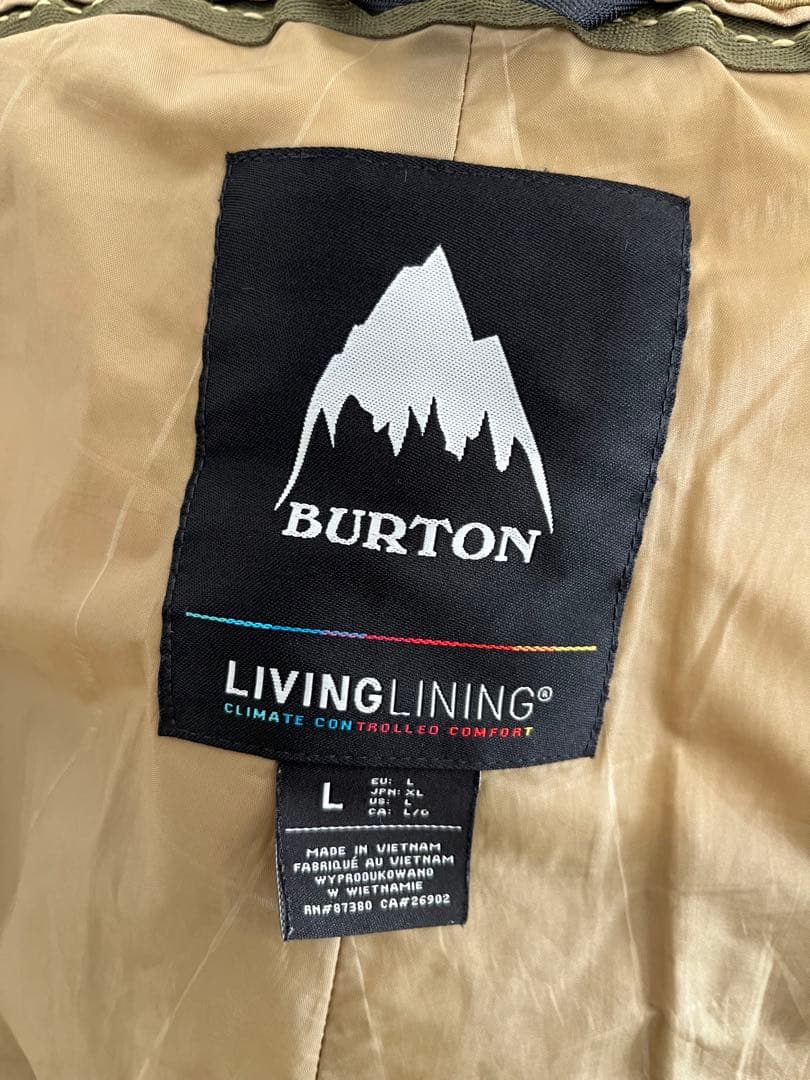 BURTON
LIVINGLINING®
CLIMATE CONTROLLED COMFORT
L
EU: L
JPN: XL
US: L
CA: L/G
MADE IN VIETNAM
FABRIQUÉ AU VIETNAM
WYPRODUKOWANO
W WIETNAMIE
RN#87380 CA#26902